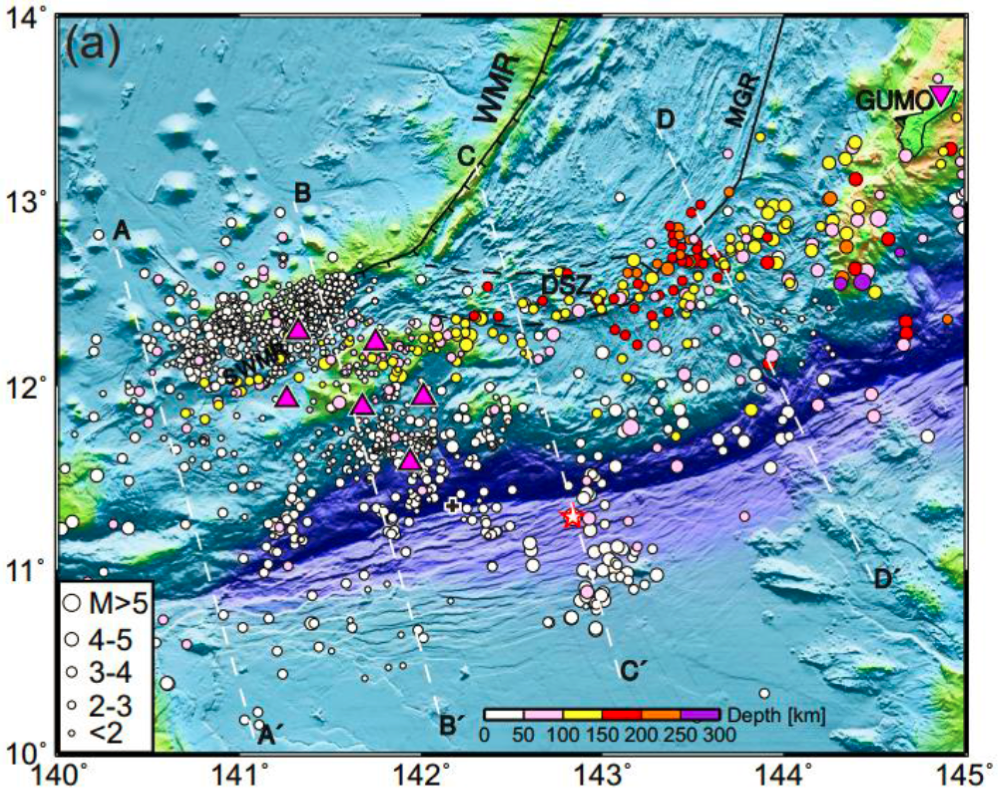 14°
(a)
WMR
MGR
GUMO
D
C
13°
B
A
DSZ
SWMR
12°
11°
D´
M>5
4-5
3-4
2-3
<2
C´
B´
A´
Depth [km]
0 50 100 150 200 250 300
10°
140° 141° 142° 143° 144° 145°